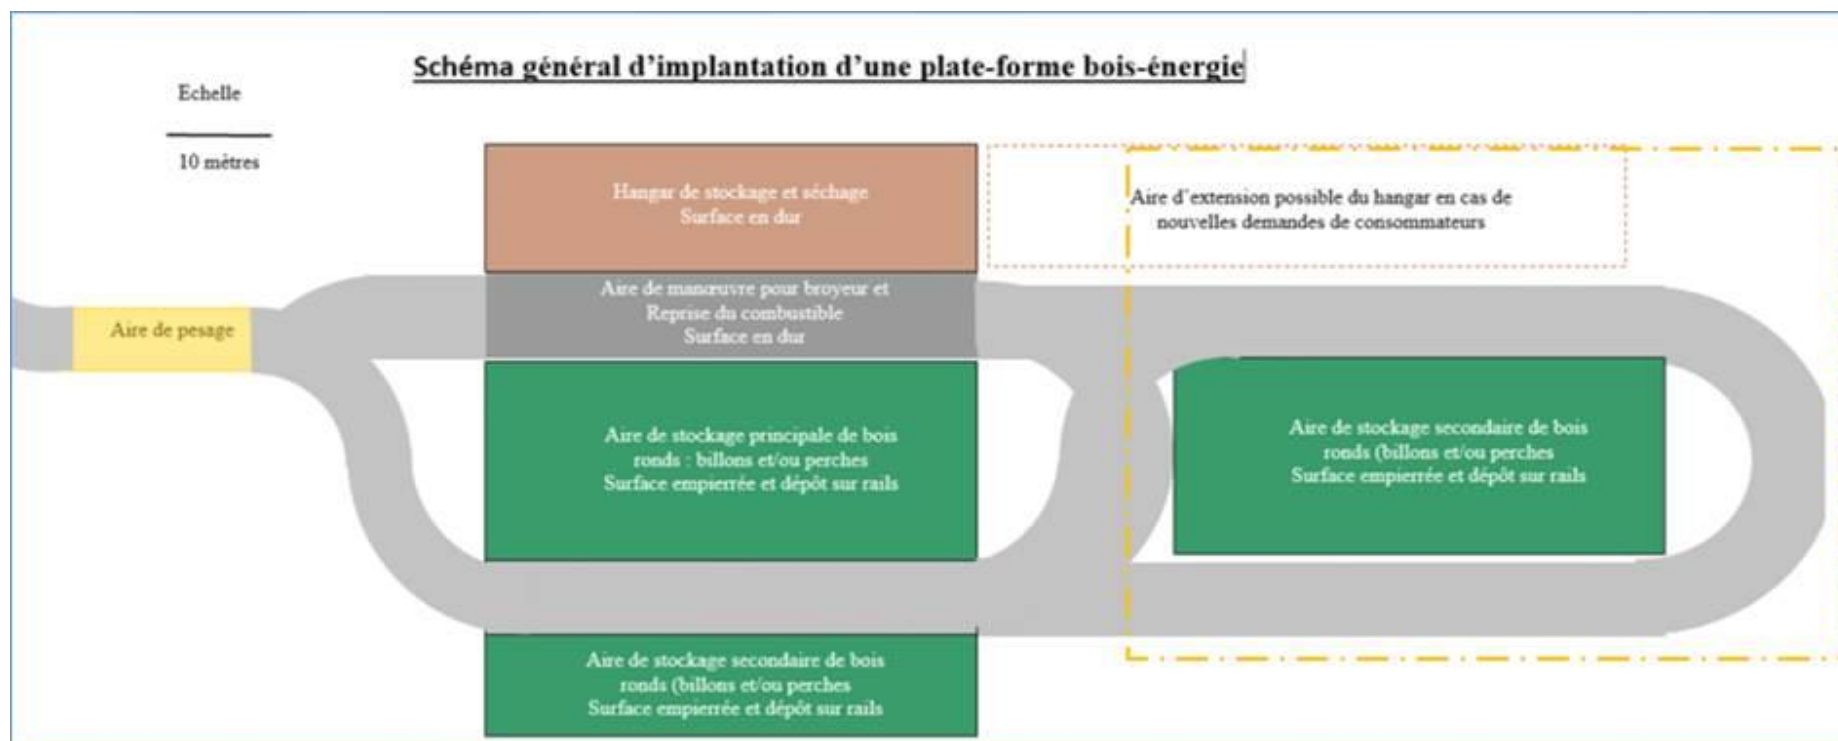 Schéma général d'implantation d'une plate-forme bois-énergie
Echelle
10 mètres
Hangar de stockage et séchage
Surface en dur
Aire d'extension possible du hangar en cas de
nouvelles demandes de consommateurs
Aire de manœuvre pour broyeur et
Reprise du combustible
Surface en dur
Aire de pesage
Aire de stockage principale de bois
ronds : billons et/ou perches
Surface empierrée et dépôt sur rails
Aire de stockage secondaire de bois
ronds (billons et/ou perches
Surface empierrée et dépôt sur rails
Aire de stockage secondaire de bois
ronds (billons et/ou perches
Surface empierrée et dépôt sur rails